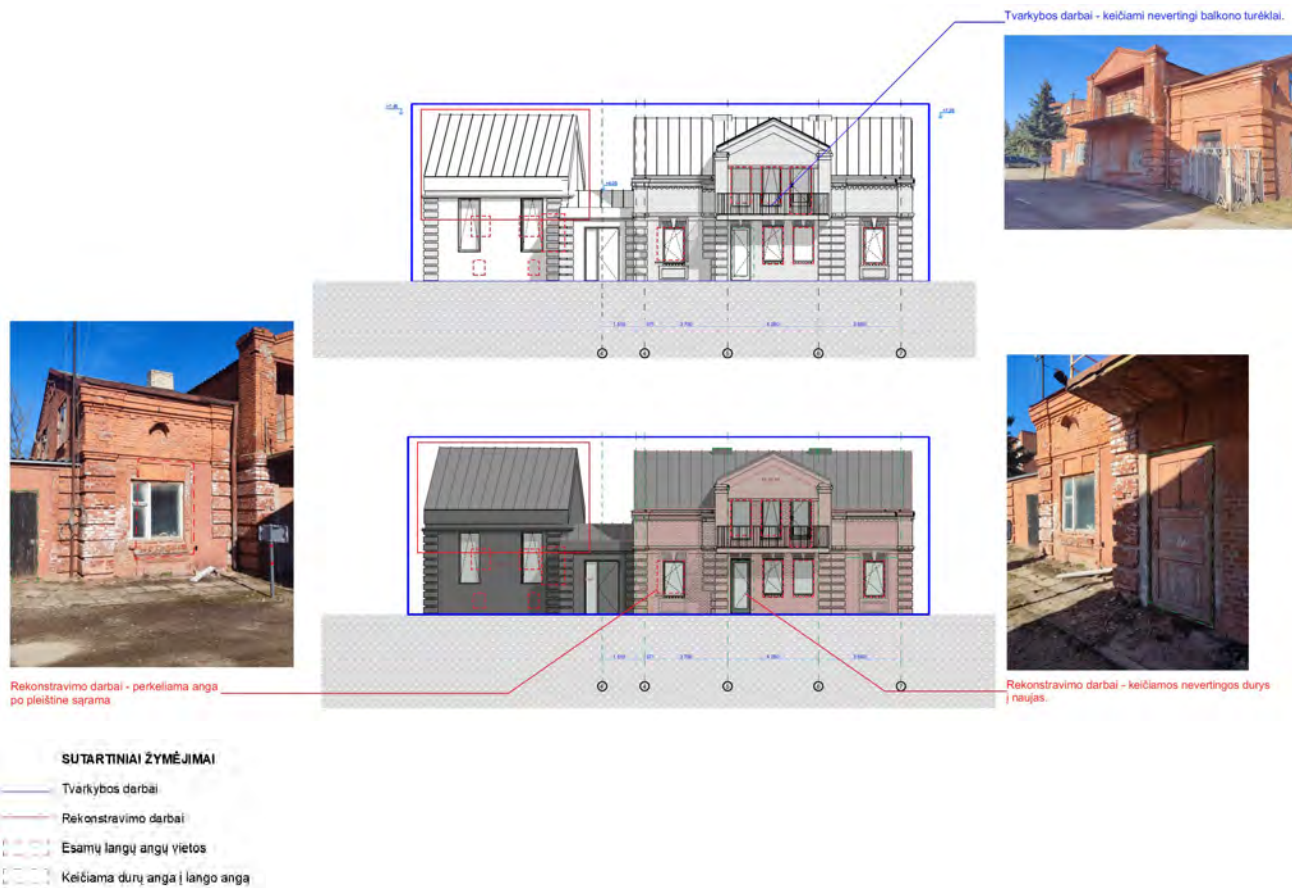 Tvarkybos darbai - keičiami nevertingi balkono turėklai.
Rekonstravimo darbai - perkeliama anga
po pleištine sąrama
Rekonstravimo darbai - keičiamos nevertingos durys
į naujas.
SUTARTINIAI ŽYMĖJIMAI
Tvarkybos darbai
Rekonstravimo darbai
Esamų langų angų vietos
Keičiama durų anga į lango angą